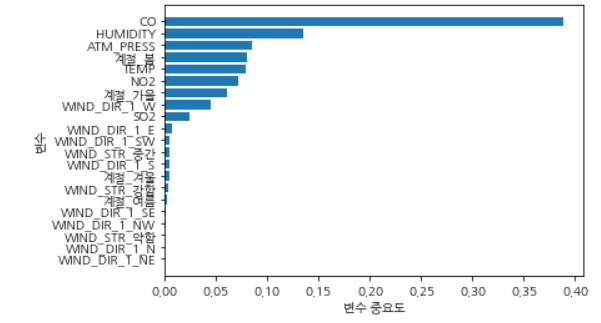 CO
HUMIDITY
ATM_PRESS
계절_봄
TEMP
NO2
계절_가을
WIND_DIR_1_W
SO2
WIND_DIR_1_E
WIND_DIR_1_SW
WIND_STR_중간
WIND_DIR_1_S
계절_겨울
WIND_STR_강함
계절_여름
WIND_DIR_1_SE
WIND_DIR_1_NW
WIND_STR_약함
WIND_DIR_1_N
WIND_DIR_1_NE
변수
0,00 0,05 0,10 0,15 0,20 0,25 0,30 0,35 0,40
변수 중요도